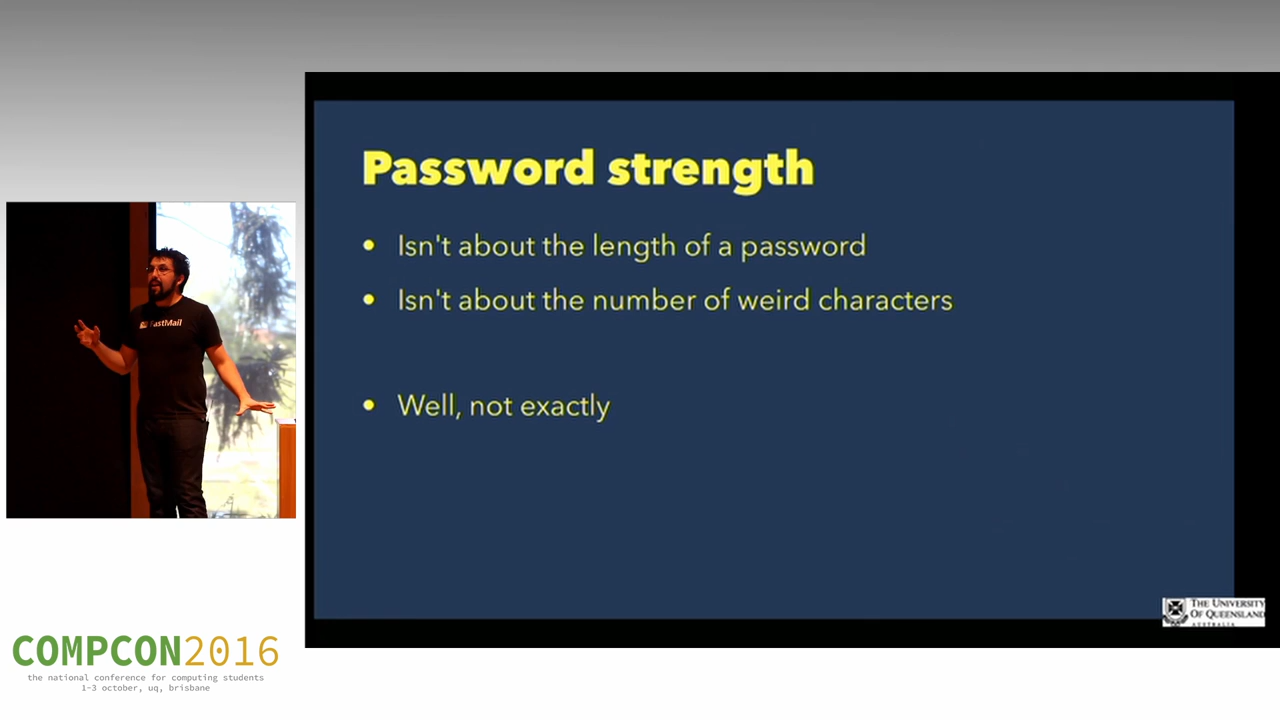 Password strength
• Isn't about the length of a password
• Isn't about the number of weird characters
• Well, not exactly
FastMail
THE UNIVERSITY
OF QUEENSLAND
AUSTRALIA
COMPCON2016
the national conference for computing students
1-3 october, uq, brisbane